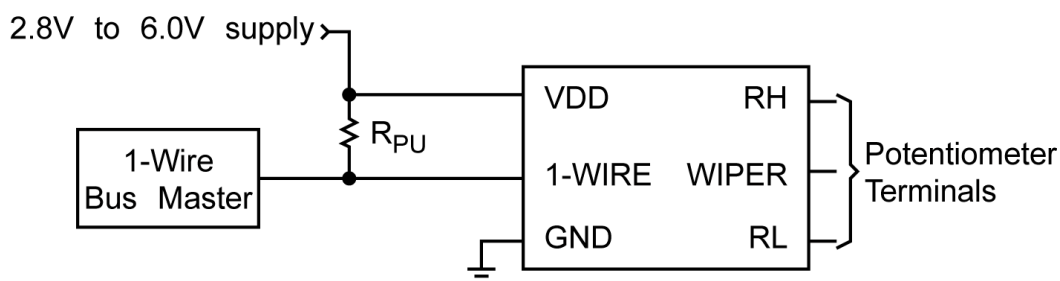 2.8V to 6.0V supply
VDD
RH
RPU
1-Wire
Bus Master
1-WIRE
WIPER
Potentiometer
Terminals
GND
RL